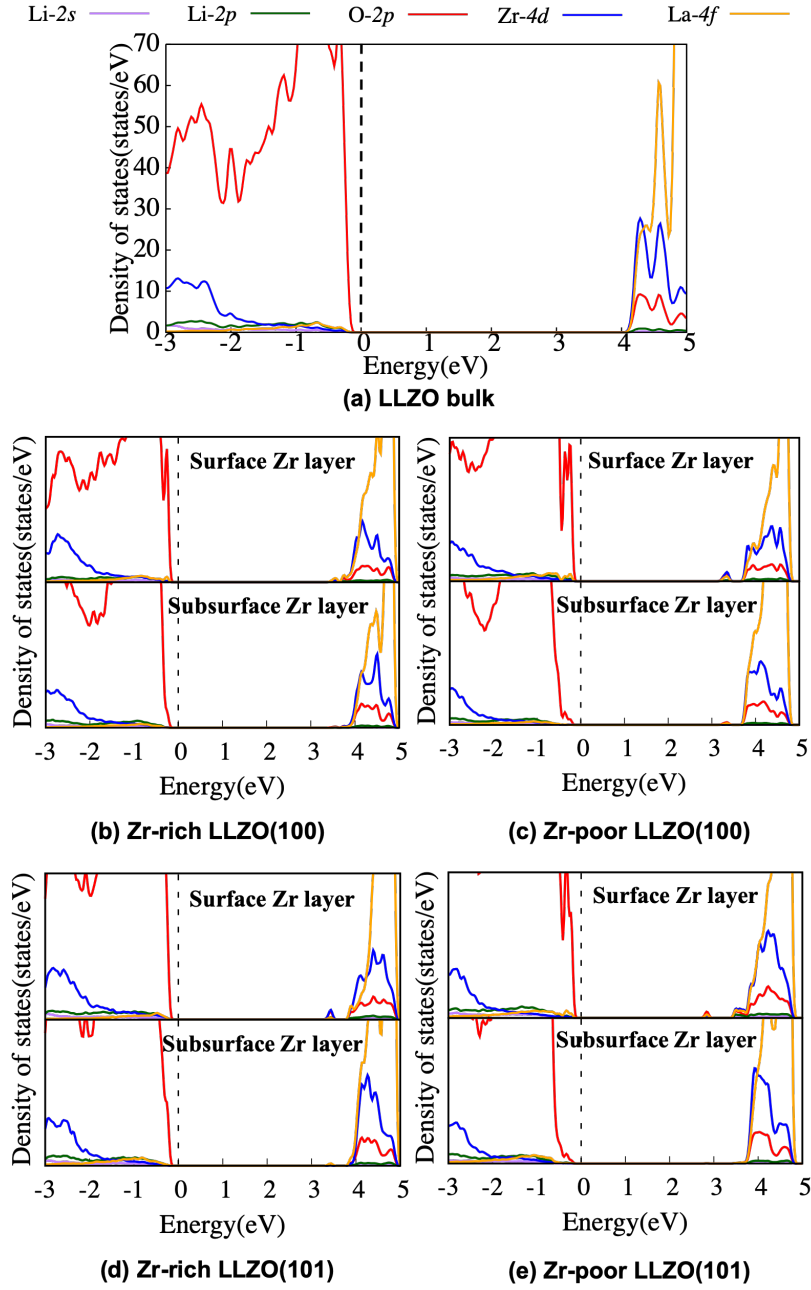 Li-2s Li-2p O-2p Zr-4d La-4f
Density of states(states/eV)
70
60
50
40
30
20
10
0
-3 -2 -1 0 1 2 3 4 5
Energy(eV)
(a) LLZO bulk
Density of states(states/eV)
Surface Zr layer
Subsurface Zr layer
-3 -2 -1 0 1 2 3 4 5
Energy(eV)
(b) Zr-rich LLZO(100)
Density of states(states/eV)
Surface Zr layer
Subsurface Zr layer
-3 -2 -1 0 1 2 3 4 5
Energy(eV)
(c) Zr-poor LLZO(100)
Density of states(states/eV)
Surface Zr layer
Subsurface Zr layer
-3 -2 -1 0 1 2 3 4 5
Energy(eV)
(d) Zr-rich LLZO(101)
Density of states(states/eV)
Surface Zr layer
Subsurface Zr layer
-3 -2 -1 0 1 2 3 4 5
Energy(eV)
(e) Zr-poor LLZO(101)